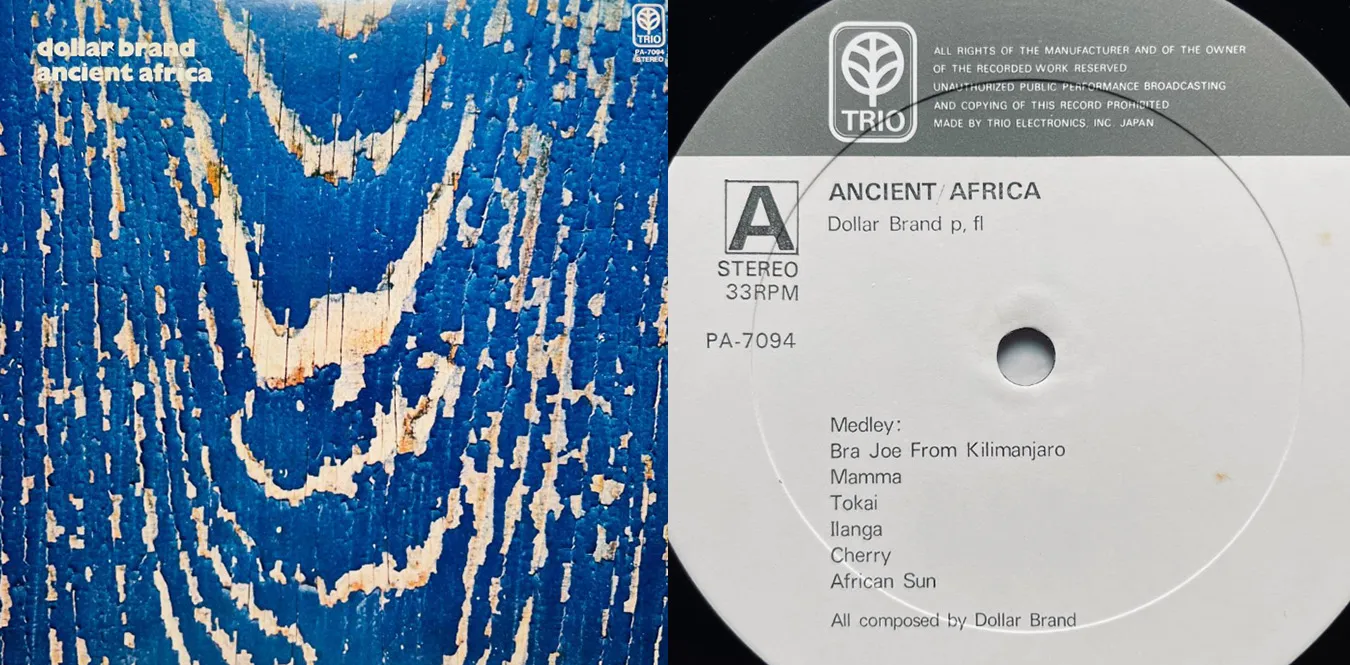 dollar brand
ancient africa
TRIO
PA-7094
STEREO
TRIO
ALL RIGHTS OF THE MANUFACTURER AND OF THE OWNER
OF THE RECORDED WORK RESERVED
UNAUTHORIZED PUBLIC PERFORMANCE BROADCASTING
AND COPYING OF THIS RECORD PROHIBITED
MADE BY TRIO ELECTRONICS, INC. JAPAN
A
STEREO
33RPM
PA-7094
ANCIENT/AFRICA
Dollar Brand p, fl
Medley:
Bra Joe From Kilimanjaro
Mamma
Tokai
Ilanga
Cherry
African Sun
All composed by Dollar Brand